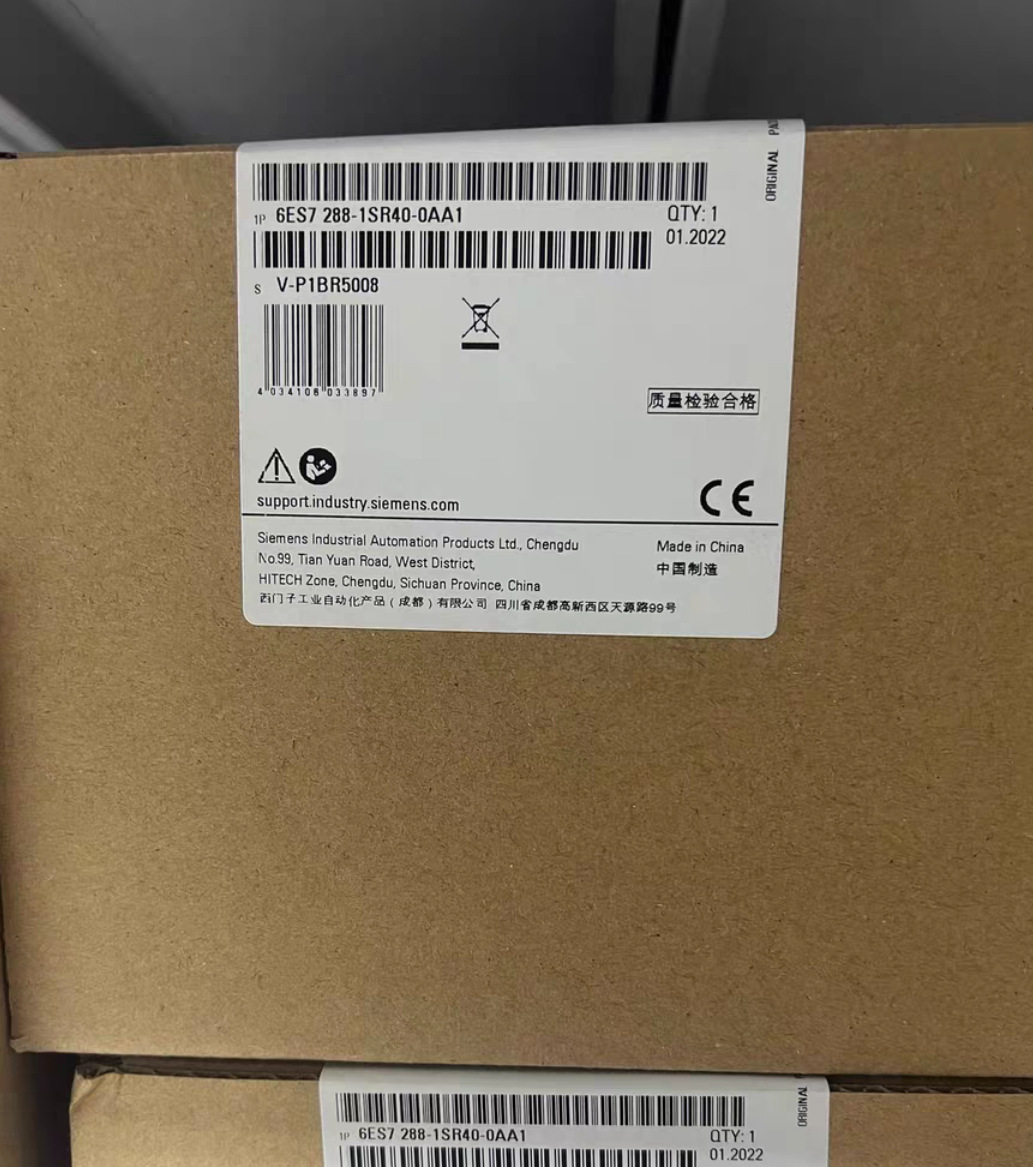 ORIGINAL
1P 6ES7 288-1SR40-0AA1
QTY: 1
01.2022
S V-P1BR5008
4 034106 033897
质量检验合格
support.industry.siemens.com
CE
Siemens Industrial Automation Products Ltd., Chengdu
No.99, Tian Yuan Road, West District,
HITECH Zone, Chengdu, Sichuan Province, China
西门子工业自动化产品（成都）有限公司 四川省成都高新西区天源路99号
Made in China
中国制造
ORIGINAL
1P 6ES7 288-1SR40-0AA1
QTY: 1
01.2022